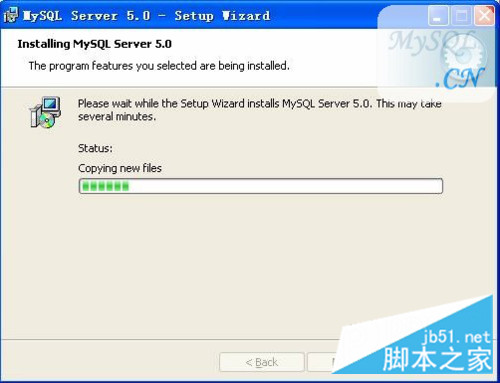 MySQL Server 5.0 - Setup Wizard
Installing MySQL Server 5.0
The program features you selected are being installed.
MySQL
.CN
Please wait while the Setup Wizard installs MySQL Server 5.0. This may take
several minutes.
Status:
Copying new files
< Back
jb51.net
脚本之家